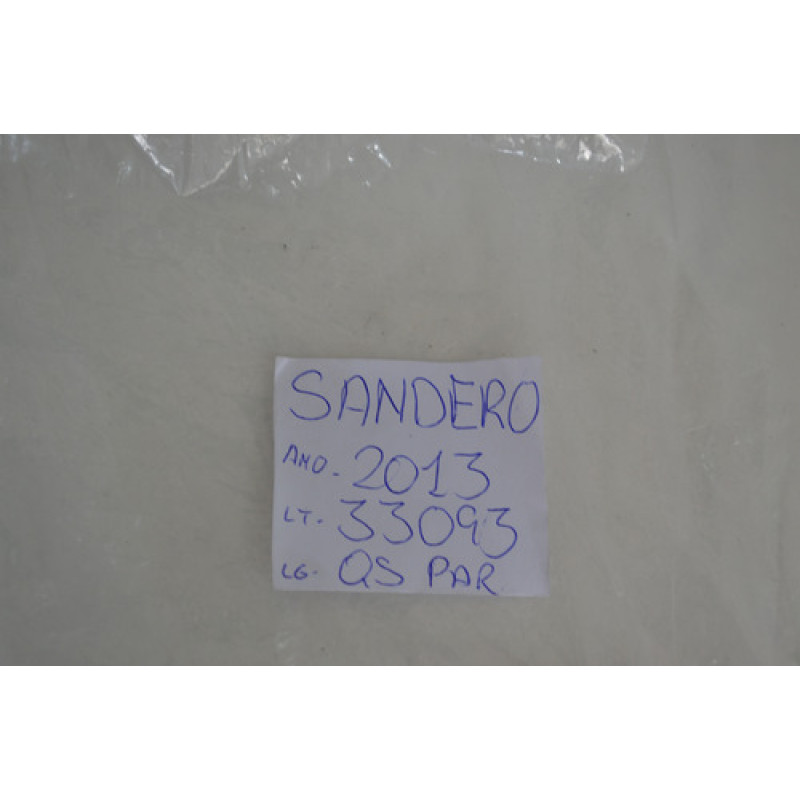 SANDERO
ANO. 2013
LT. 33093
LG. QS PAR